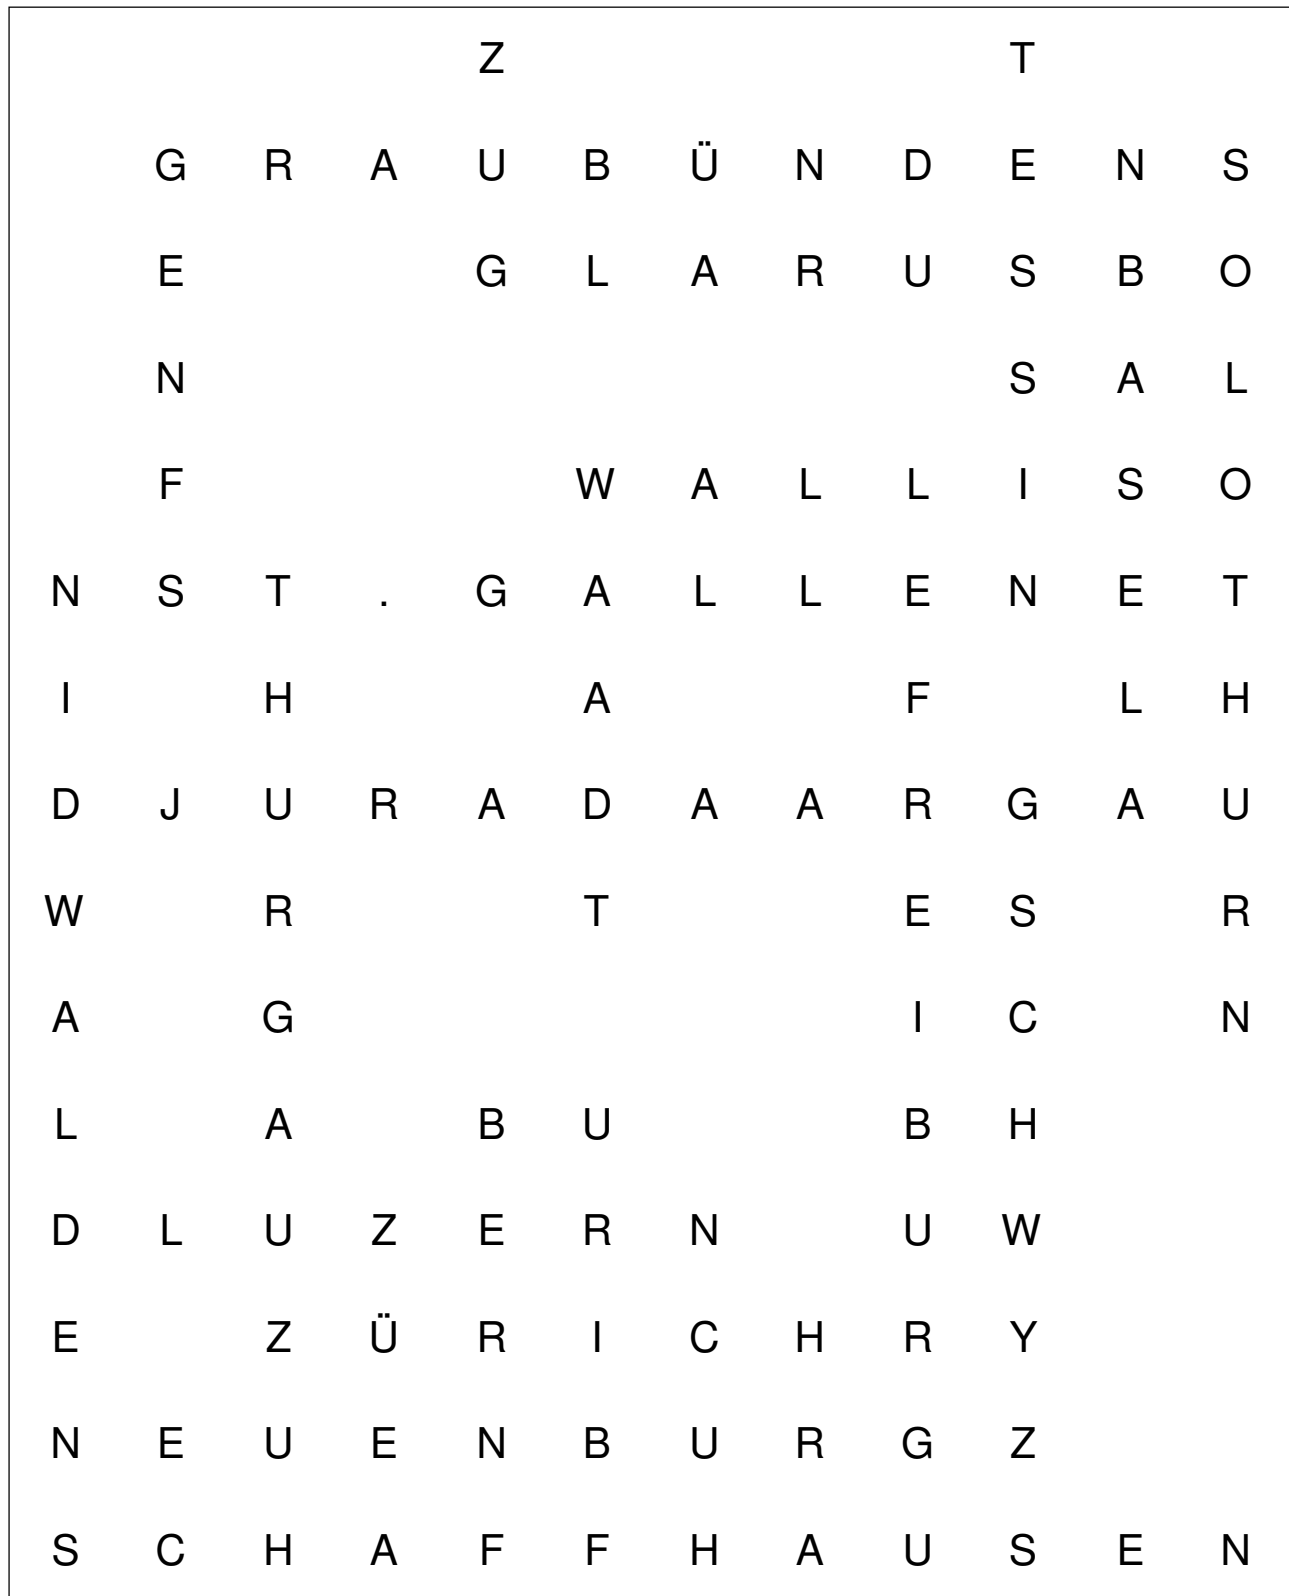 Z T
G R A U B Ü N D E N S
E G L A R U S B O
N S A L
F W A L L I S O
N S T . G A L L E N E T
I H A F L H
D J U R A D A A R G A U
W R T E S R
A G I C N
L A B U B H
D L U Z E R N U W
E Z Ü R I C H R Y
N E U E N B U R G Z
S C H A F F H A U S E N